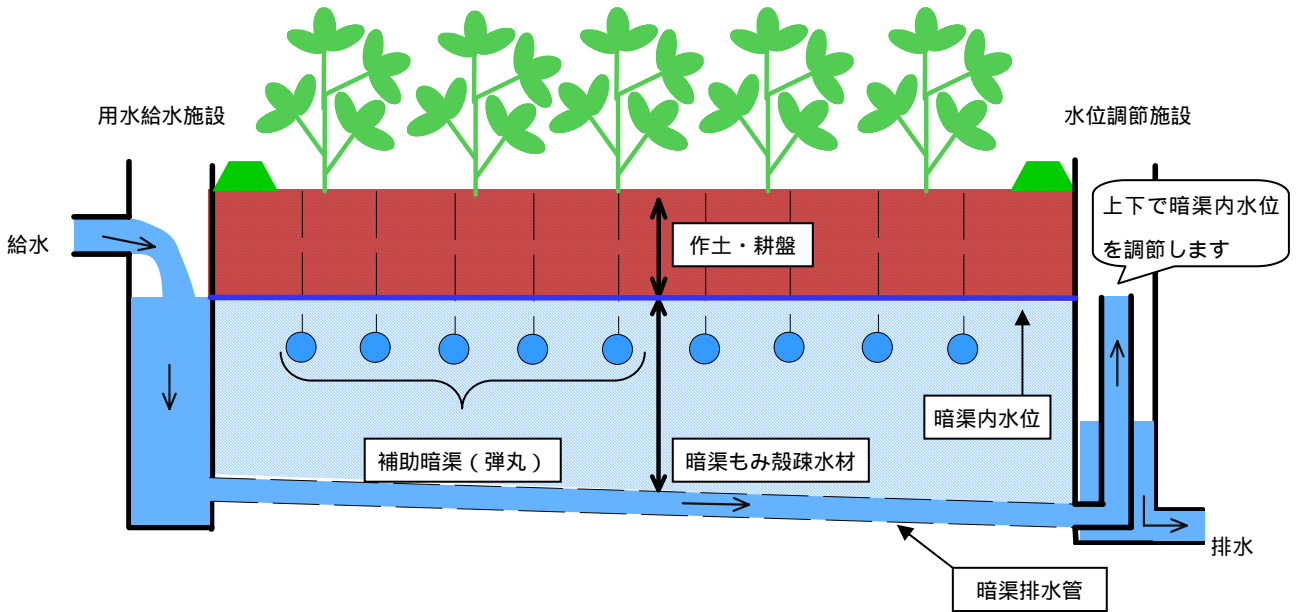 用水給水施設
水位調節施設
上下で暗渠内水位
を調節します
給水
作土・耕盤
暗渠内水位
補助暗渠(弾丸)
暗渠もみ殻疎水材
排水
暗渠排水管